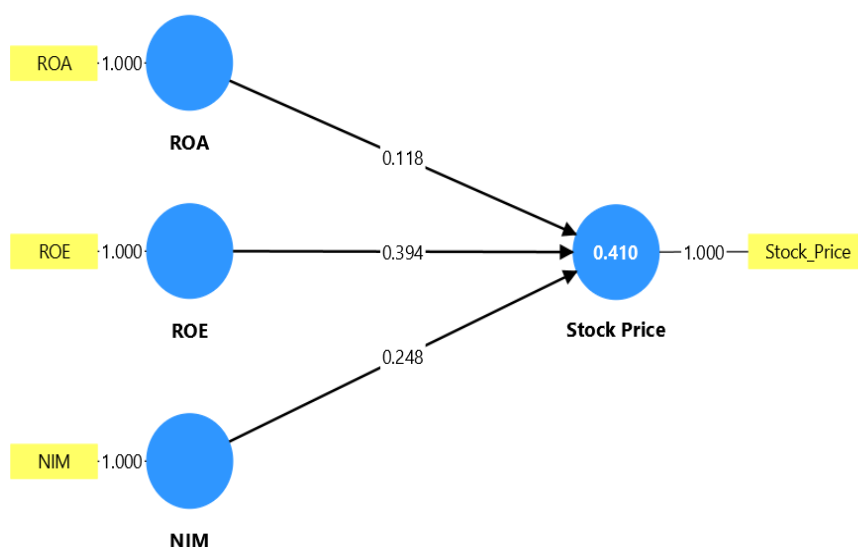 ROA
1.000
ROA
0.118
ROE
1.000
0.394
0.410
1.000
Stock_Price
ROE
Stock Price
0.248
NIM
1.000
NIM